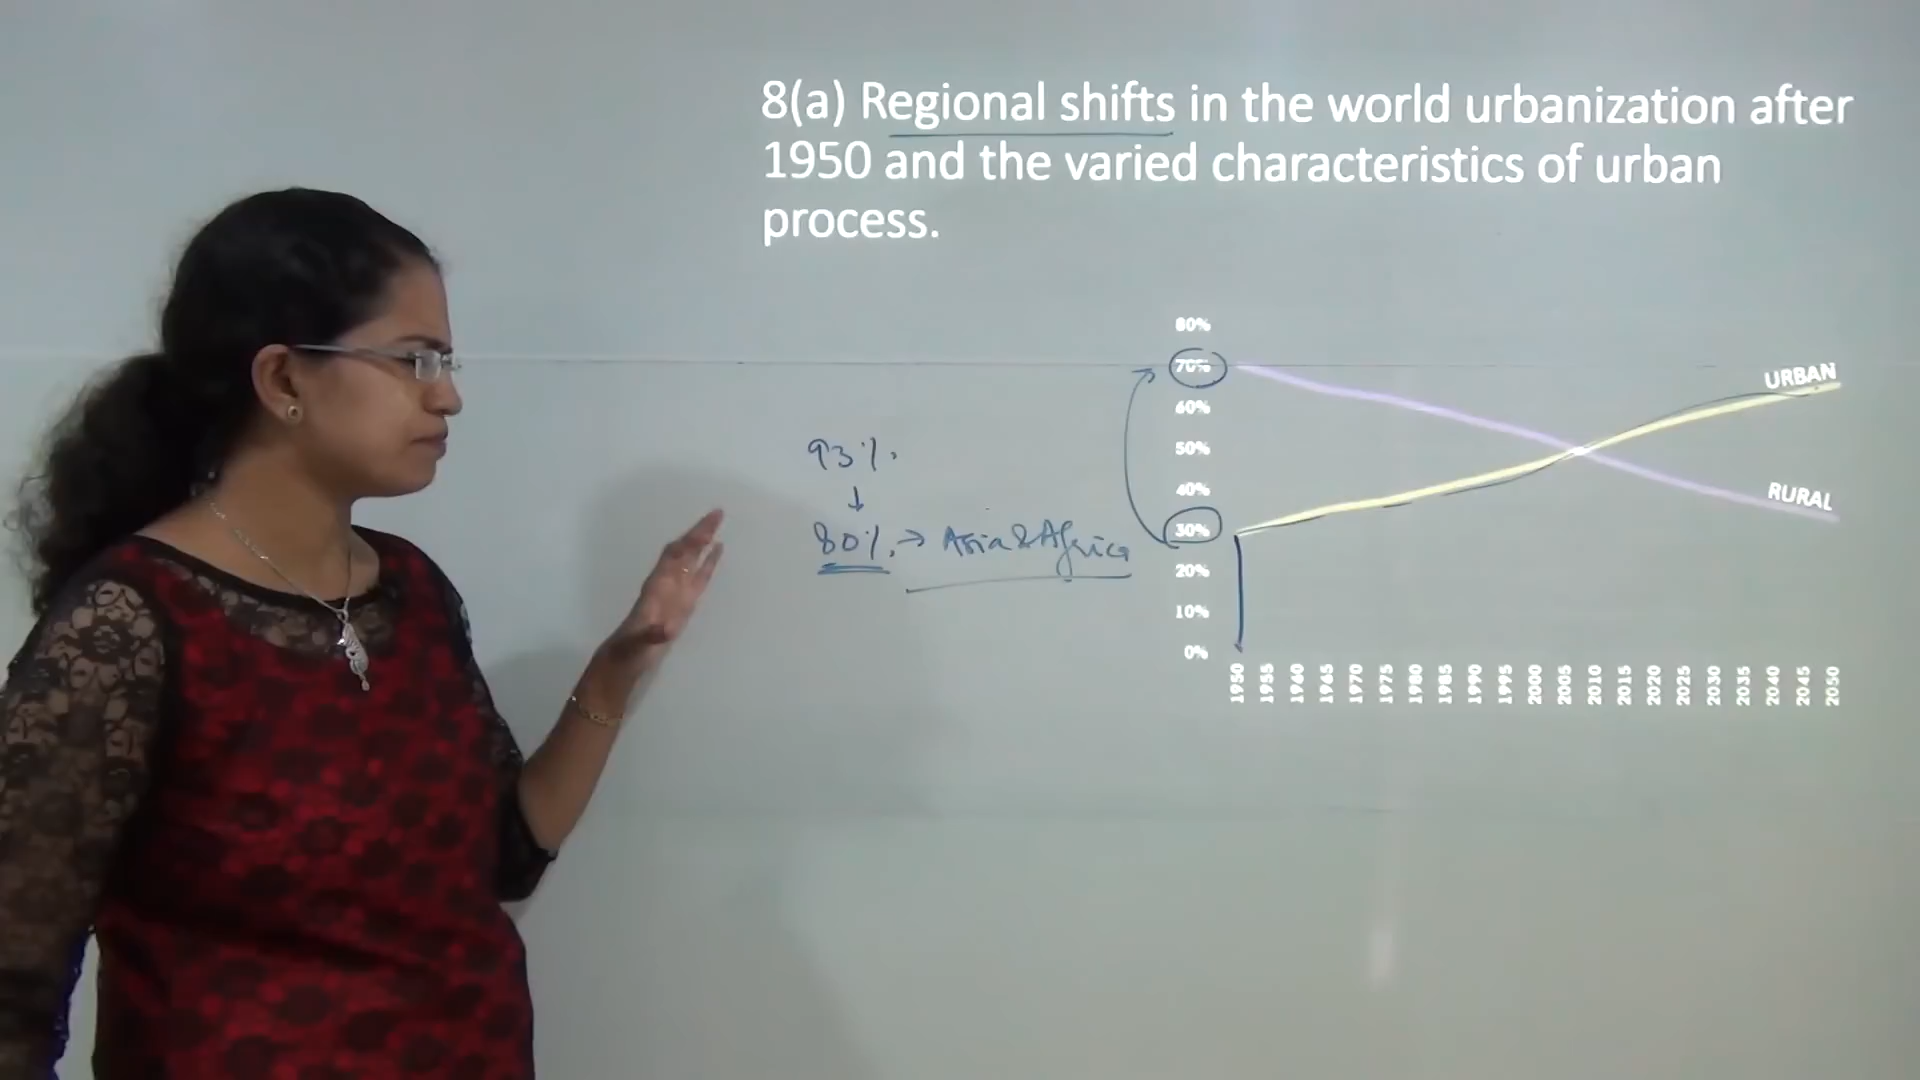 8(a) Regional shifts in the world urbanization after
1950 and the varied characteristics of urban
process.
93%.
↓
80%. → Asia & Africa
80%
70%
60%
50%
40%
30%
20%
10%
0%
URBAN
RURAL
1950 1955 1960 1965 1970 1975 1980 1985 1990 1995 2000 2005 2010 2015 2020 2025 2030 2035 2040 2045 2050